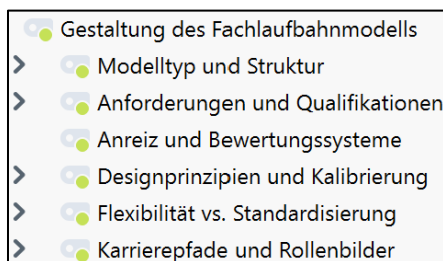 Gestaltung des Fachlaufbahnmodells
Modelltyp und Struktur
Anforderungen und Qualifikationen
Anreiz und Bewertungssysteme
Designprinzipien und Kalibrierung
Flexibilität vs. Standardisierung
Karrierepfade und Rollenbilder